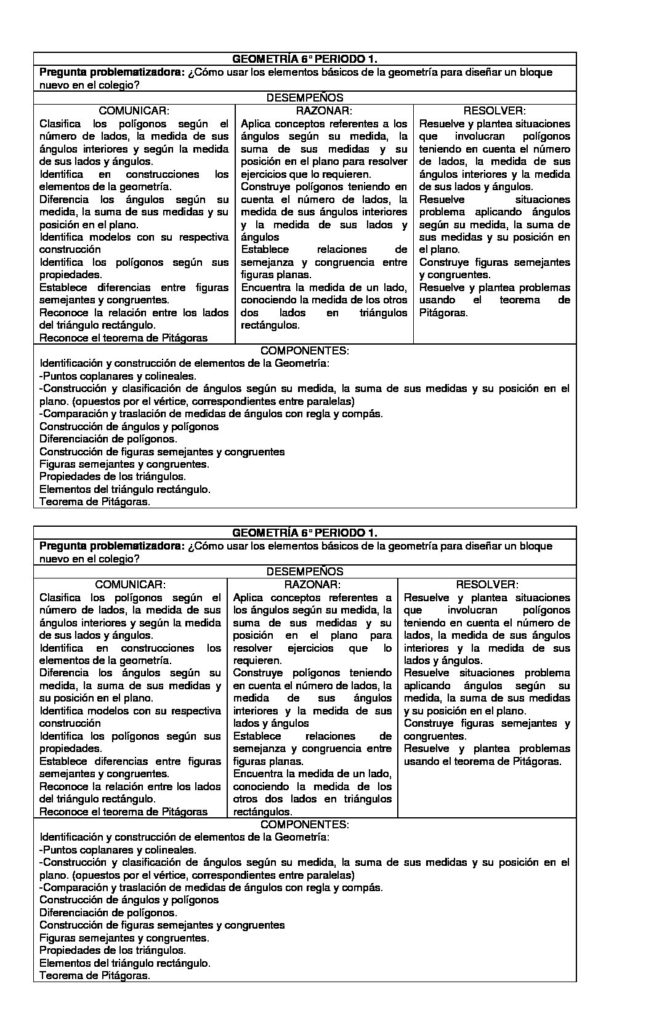 GEOMETRÍA 6° PERIODO 1.
Pregunta problematizadora: ¿Cómo usar los elementos básicos de la geometría para diseñar un bloque
nuevo en el colegio?
DESEMPEÑOS
COMUNICAR:
Clasifica los polígonos según el
número de lados, la medida de sus
ángulos interiores y según la medida
de sus lados y ángulos.
Identifica en construcciones los
elementos de la geometría.
Diferencia los ángulos según su
medida, la suma de sus medidas y su
posición en el plano.
Identifica modelos con su respectiva
construcción
Identifica los polígonos según sus
propiedades.
Establece diferencias entre figuras
semejantes y congruentes.
Reconoce la relación entre los lados
del triángulo rectángulo.
Reconoce el teorema de Pitágoras
RAZONAR:
Aplica conceptos referentes a los
ángulos según su medida, la
suma de sus medidas y su
posición en el plano para resolver
ejercicios que lo requieren.
Construye polígonos teniendo en
cuenta el número de lados, la
medida de sus ángulos interiores
y la medida de sus lados y
ángulos
Establece relaciones de
semejanza y congruencia entre
figuras planas.
Encuentra la medida de un lado,
conociendo la medida de los otros
dos lados en triángulos
rectángulos.
RESOLVER:
Resuelve y plantea situaciones
que involucran polígonos
teniendo en cuenta el número
de lados, la medida de sus
ángulos interiores y la medida
de sus lados y ángulos.
Resuelve situaciones
problema aplicando ángulos
según su medida, la suma de
sus medidas y su posición en
el plano.
Construye figuras semejantes
y congruentes.
Resuelve y plantea problemas
usando el teorema de
Pitágoras.
COMPONENTES:
Identificación y construcción de elementos de la Geometría:
-Puntos coplanares y colineales.
-Construcción y clasificación de ángulos según su medida, la suma de sus medidas y su posición en el
plano. (opuestos por el vértice, correspondientes entre paralelas)
-Comparación y traslación de medidas de ángulos con regla y compás.
Construcción de ángulos y polígonos
Diferenciación de polígonos.
Construcción de figuras semejantes y congruentes
Figuras semejantes y congruentes.
Propiedades de los triángulos.
Elementos del triángulo rectángulo.
Teorema de Pitágoras.
GEOMETRÍA 6° PERIODO 1.
Pregunta problematizadora: ¿Cómo usar los elementos básicos de la geometría para diseñar un bloque
nuevo en el colegio?
DESEMPEÑOS
COMUNICAR:
Clasifica los polígonos según el
número de lados, la medida de sus
ángulos interiores y según la medida
de sus lados y ángulos.
Identifica en construcciones los
elementos de la geometría.
Diferencia los ángulos según su
medida, la suma de sus medidas y
su posición en el plano.
Identifica modelos con su respectiva
construcción
Identifica los polígonos según sus
propiedades.
Establece diferencias entre figuras
semejantes y congruentes.
Reconoce la relación entre los lados
del triángulo rectángulo.
Reconoce el teorema de Pitágoras
RAZONAR:
Aplica conceptos referentes a
los ángulos según su medida, la
suma de sus medidas y su
posición en el plano para
resolver ejercicios que lo
requieren.
Construye polígonos teniendo
en cuenta el número de lados, la
medida de sus ángulos
interiores y la medida de sus
lados y ángulos
Establece relaciones de
semejanza y congruencia entre
figuras planas.
Encuentra la medida de un lado,
conociendo la medida de los
otros dos lados en triángulos
rectángulos.
RESOLVER:
Resuelve y plantea situaciones
que involucran polígonos
teniendo en cuenta el número de
lados, la medida de sus ángulos
interiores y la medida de sus
lados y ángulos.
Resuelve situaciones problema
aplicando ángulos según su
medida, la suma de sus medidas
y su posición en el plano.
Construye figuras semejantes y
congruentes.
Resuelve y plantea problemas
usando el teorema de Pitágoras.
COMPONENTES:
Identificación y construcción de elementos de la Geometría:
-Puntos coplanares y colineales.
-Construcción y clasificación de ángulos según su medida, la suma de sus medidas y su posición en el
plano. (opuestos por el vértice, correspondientes entre paralelas)
-Comparación y traslación de medidas de ángulos con regla y compás.
Construcción de ángulos y polígonos
Diferenciación de polígonos.
Construcción de figuras semejantes y congruentes
Figuras semejantes y congruentes.
Propiedades de los triángulos.
Elementos del triángulo rectángulo.
Teorema de Pitágoras.